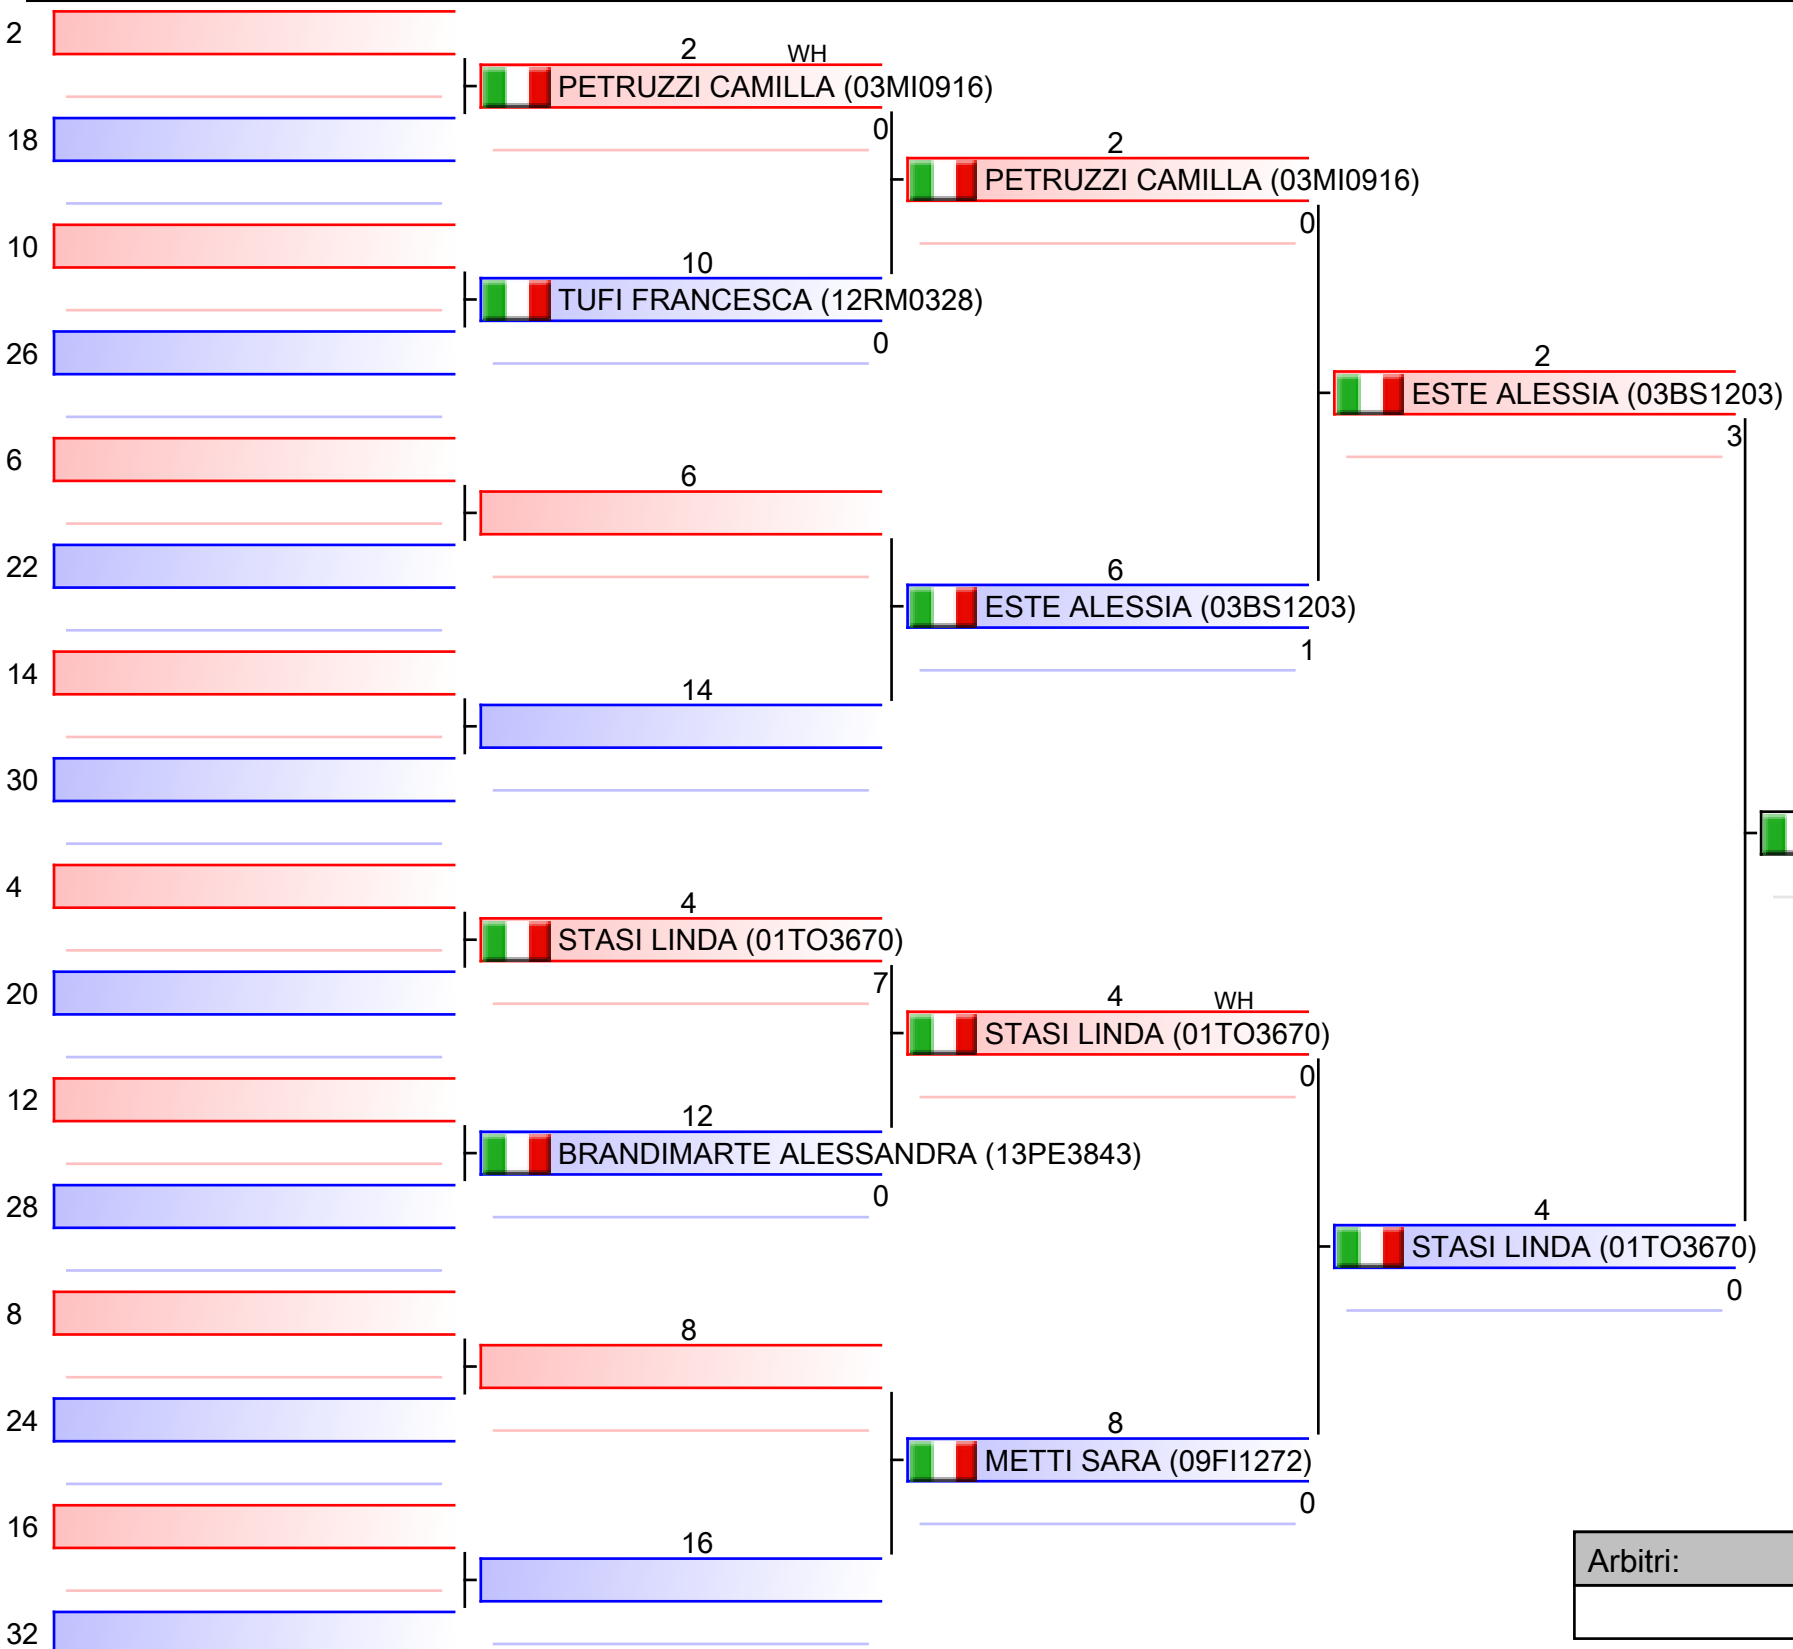 2
2 WH
PETRUZZI CAMILLA (03MI0916)
0
18
2
PETRUZZI CAMILLA (03MI0916)
0
10
10
TUFI FRANCESCA (12RM0328)
0
26
2
ESTE ALESSIA (03BS1203)
3
6
6
22
6
ESTE ALESSIA (03BS1203)
1
14
14
30
4
4
STASI LINDA (01TO3670)
7
20
4 WH
STASI LINDA (01TO3670)
0
12
12
BRANDIMARTE ALESSANDRA (13PE3843)
0
28
4
STASI LINDA (01TO3670)
0
8
8
24
8
METTI SARA (09FI1272)
0
16
16
Arbitri:
32